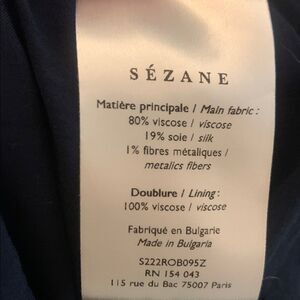 SÉZANE
Matière principale / Main fabric :
80% viscose / viscose
19% soie / silk
1% fibres métaliques /
metalics fibers
Doublure / Lining :
100% viscose / viscose
Fabriqué en Bulgarie
Made in Bulgaria
S222ROB095Z
RN 154 043
115 rue du Bac 75007 Paris